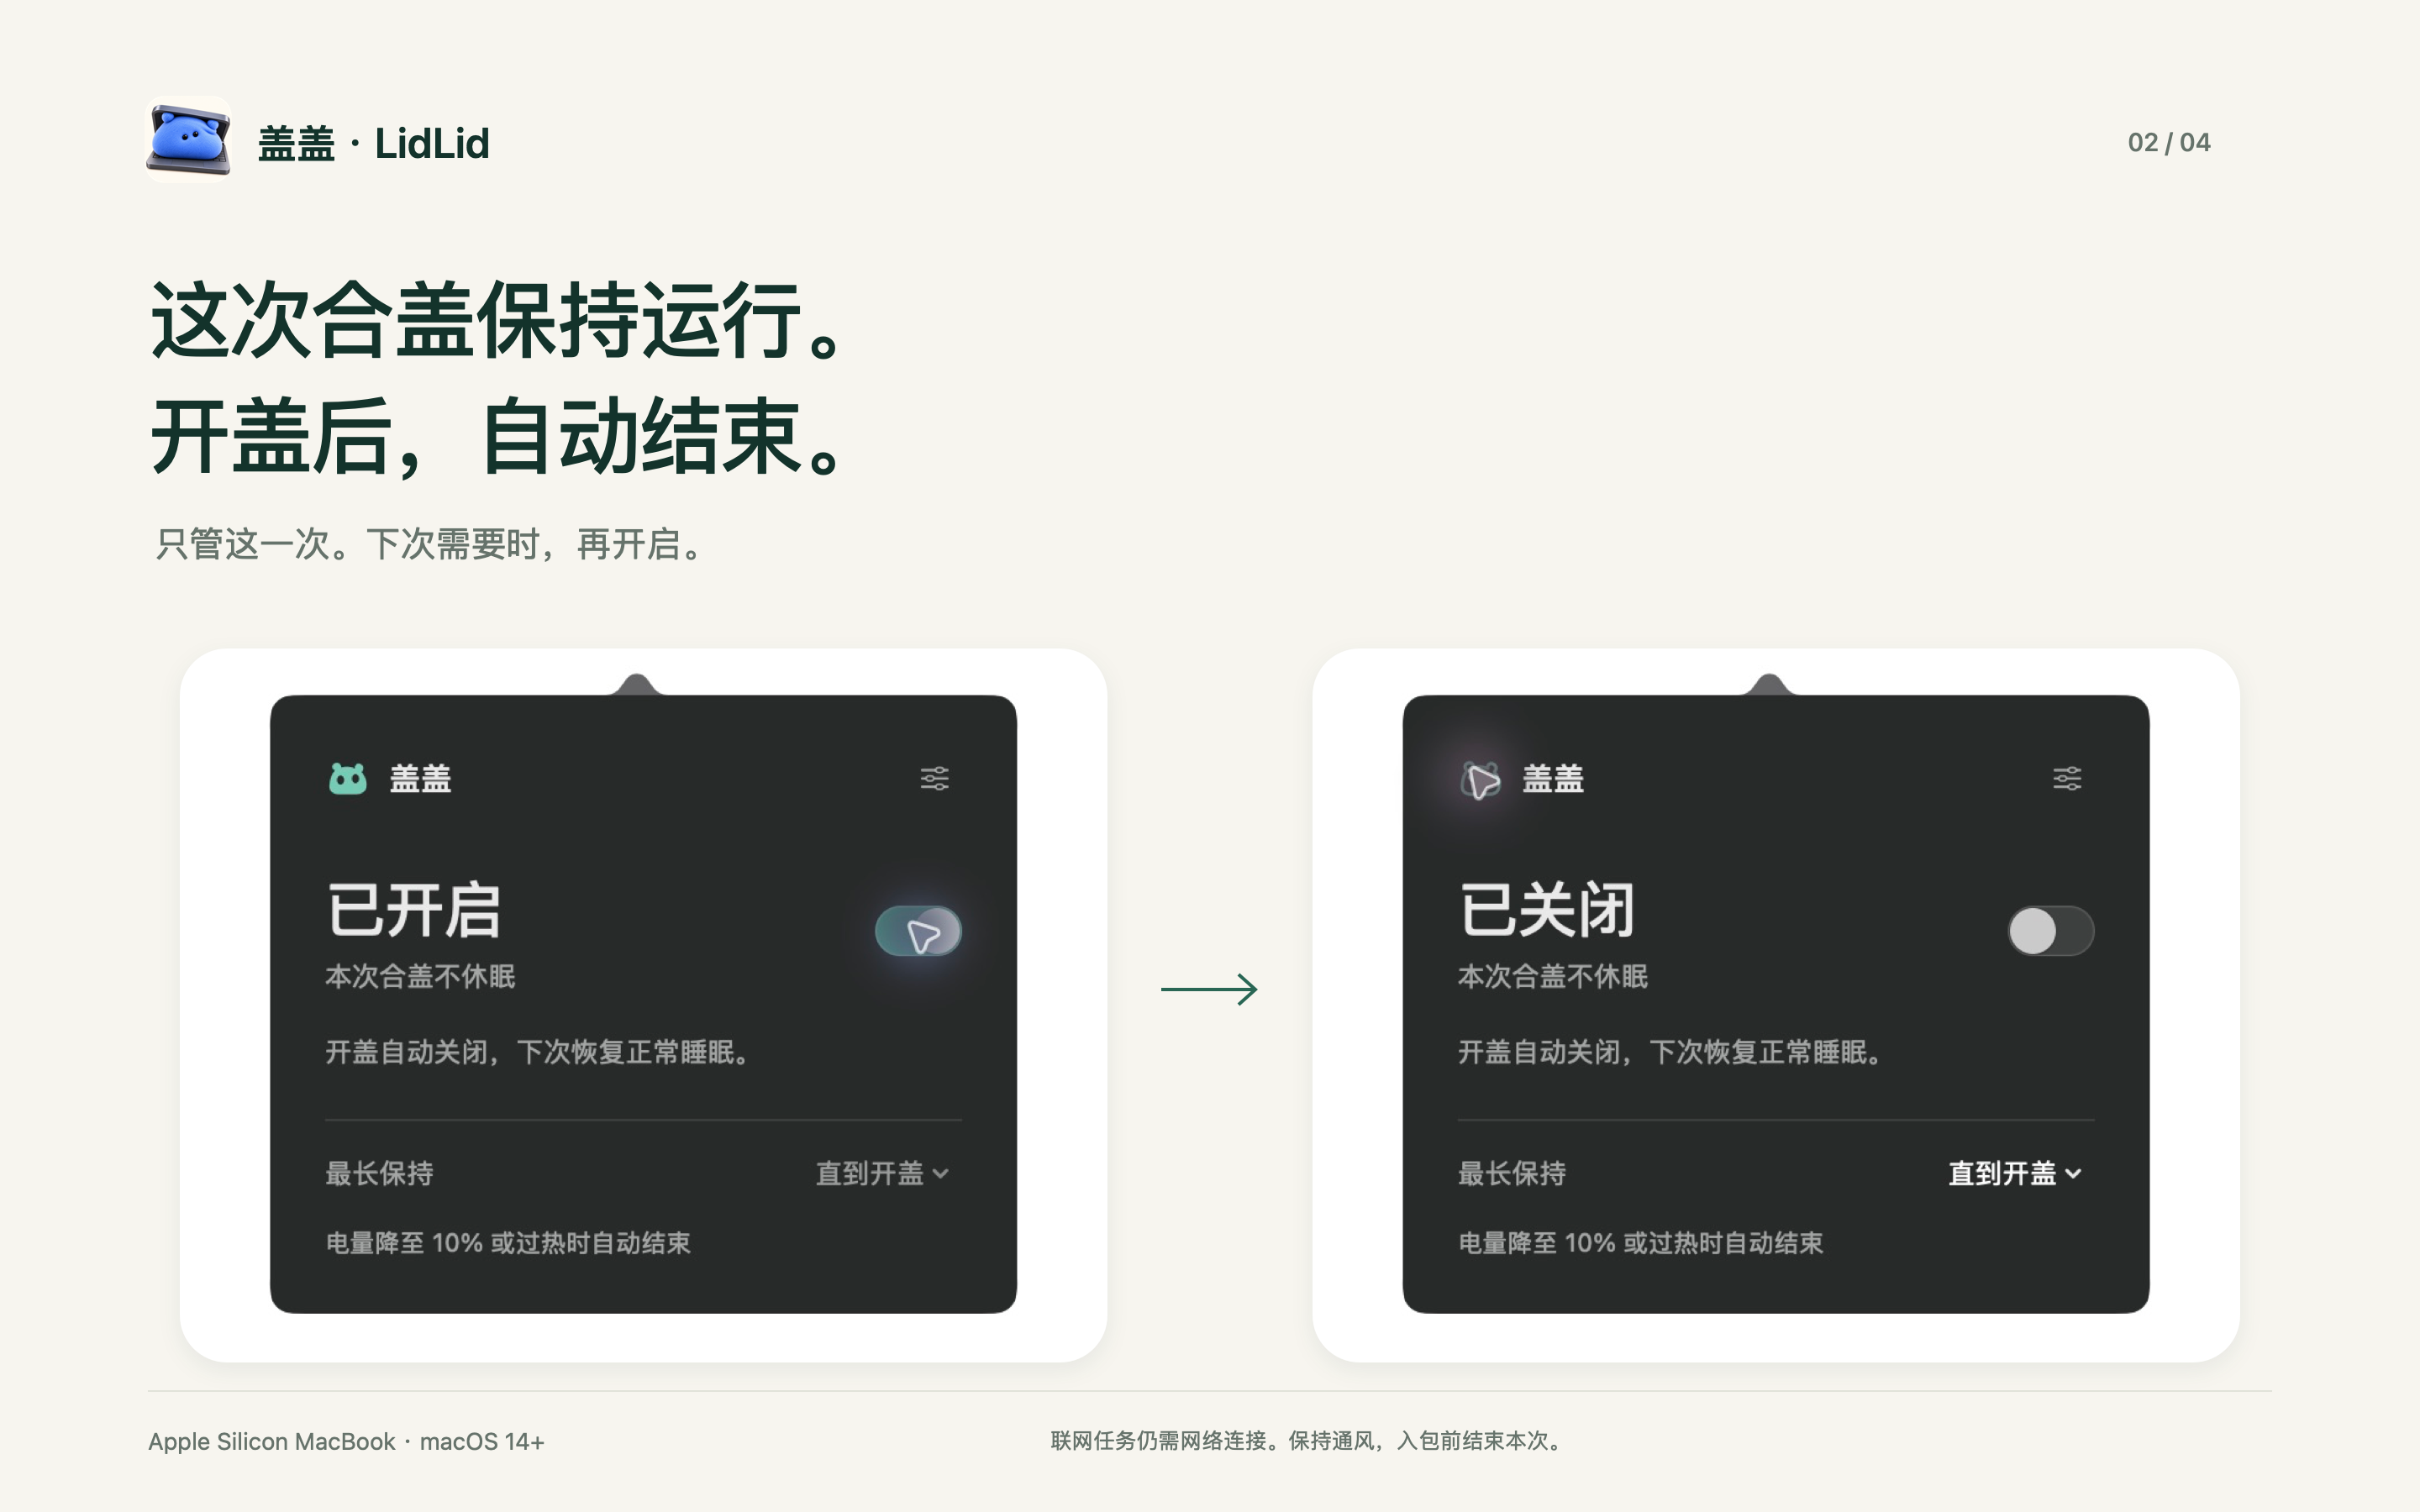 盖盖 · LidLid
02 / 04
这次合盖保持运行。
开盖后，自动结束。
只管这一次。下次需要时，再开启。
盖盖
已开启
本次合盖不休眠
开盖自动关闭，下次恢复正常睡眠。
最长保持
直到开盖
电量降至 10% 或过热时自动结束
盖盖
已关闭
本次合盖不休眠
开盖自动关闭，下次恢复正常睡眠。
最长保持
直到开盖
电量降至 10% 或过热时自动结束
Apple Silicon MacBook · macOS 14+
联网任务仍需网络连接。保持通风，入包前结束本次。